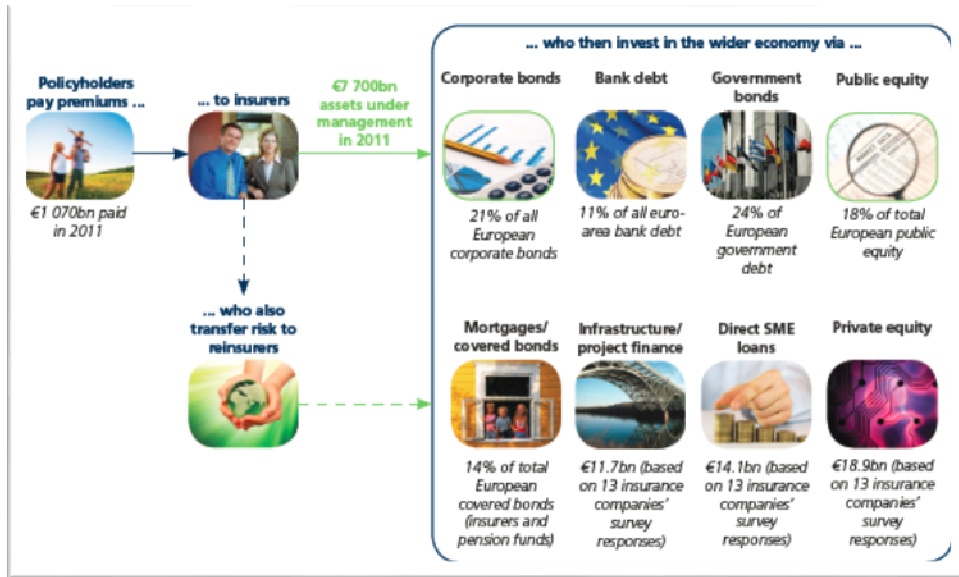 Policyholders
pay premiums ...
€1 070bn paid
in 2011
... to insurers
€7 700bn
assets under
management
in 2011
... who also
transfer risk to
reinsurers
... who then invest in the wider economy via ...
Corporate bonds
21% of all
European
corporate bonds
Bank debt
11% of all euro-
area bank debt
Government
bonds
24% of
European
government
debt
Public equity
18% of total
European public
equity
Mortgages/
covered bonds
14% of total
European
covered bonds
(insurers and
pension funds)
Infrastructure/
project finance
€11.7bn (based
on 13 insurance
companies'
survey
responses)
Direct SME
loans
€14.1bn (based
on 13 insurance
companies'
survey
responses)
Private equity
€18.9bn (based
on 13 insurance
companies'
survey
responses)